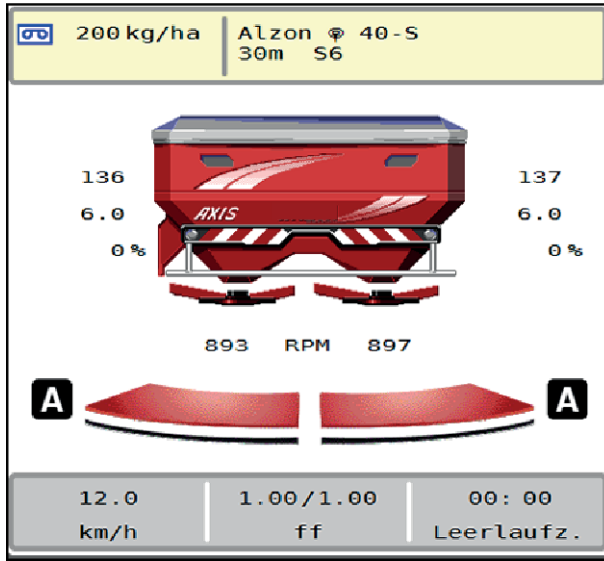 200 kg/ha
Alzon ® 40-S
30m S6
136
137
6.0
AXIS
6.0
0 %
0 %
893 RPM 897
A
A
12.0
1.00/1.00
00:00
km/h
ff
Leerlaufz.